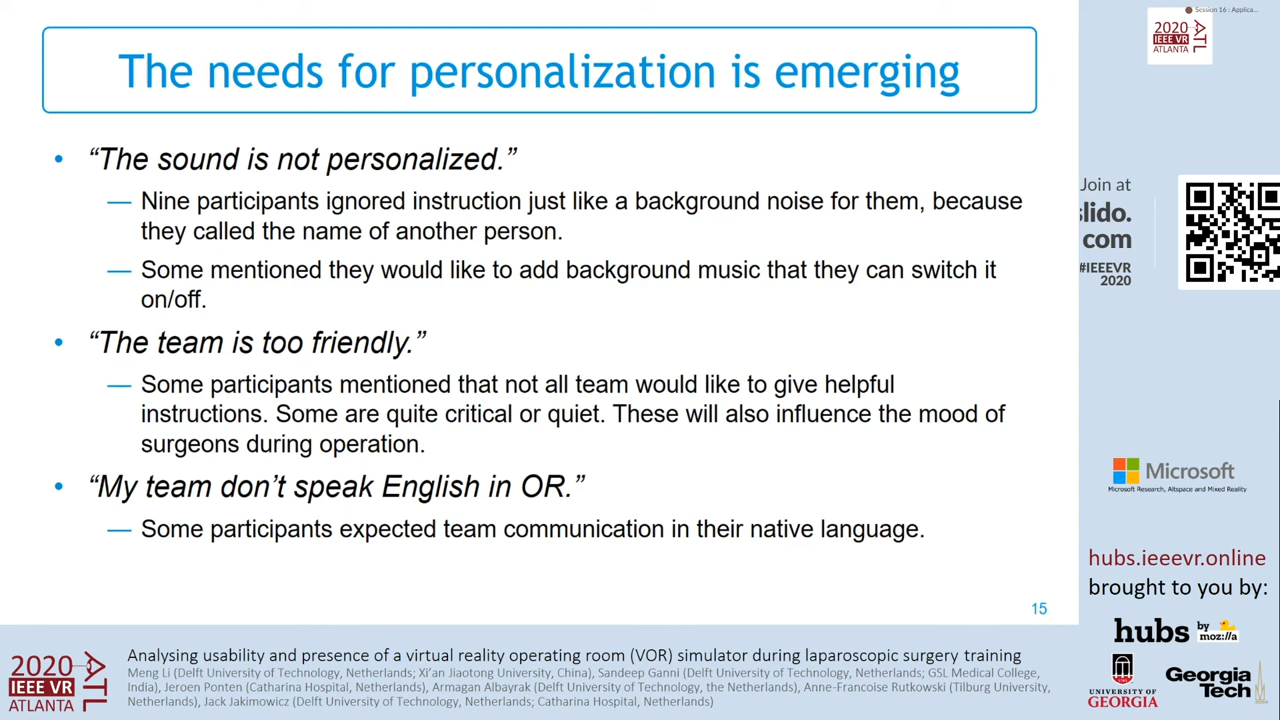 The needs for personalization is emerging
• “The sound is not personalized.”
— Nine participants ignored instruction just like a background noise for them, because
they called the name of another person.
— Some mentioned they would like to add background music that they can switch it
on/off.
• “The team is too friendly.”
— Some participants mentioned that not all team would like to give helpful
instructions. Some are quite critical or quiet. These will also influence the mood of
surgeons during operation.
• “My team don’t speak English in OR.”
— Some participants expected team communication in their native language.
15
Session 16 : Applica...
2020
IEEE VR
ATLANTA
ATL
Join at
slido.
com
#IEEEVR
2020
Microsoft
Microsoft Research, Altspace and Mixed Reality
hubs.ieeevr.online
brought to you by:
hubs by
moz://a
UNIVERSITY OF
GEORGIA
Georgia
Tech
2020
IEEE VR
ATLANTA
ATL
Analysing usability and presence of a virtual reality operating room (VOR) simulator during laparoscopic surgery training
Meng Li (Delft University of Technology, Netherlands; Xi’an Jiaotong University, China), Sandeep Ganni (Delft University of Technology, Netherlands; GSL Medical College,
India), Jeroen Ponten (Catharina Hospital, Netherlands), Armagan Albayrak (Delft University of Technology, the Netherlands), Anne-Francoise Rutkowski (Tilburg University,
Netherlands), Jack Jakimowicz (Delft University of Technology, Netherlands; Catharina Hospital, Netherlands)